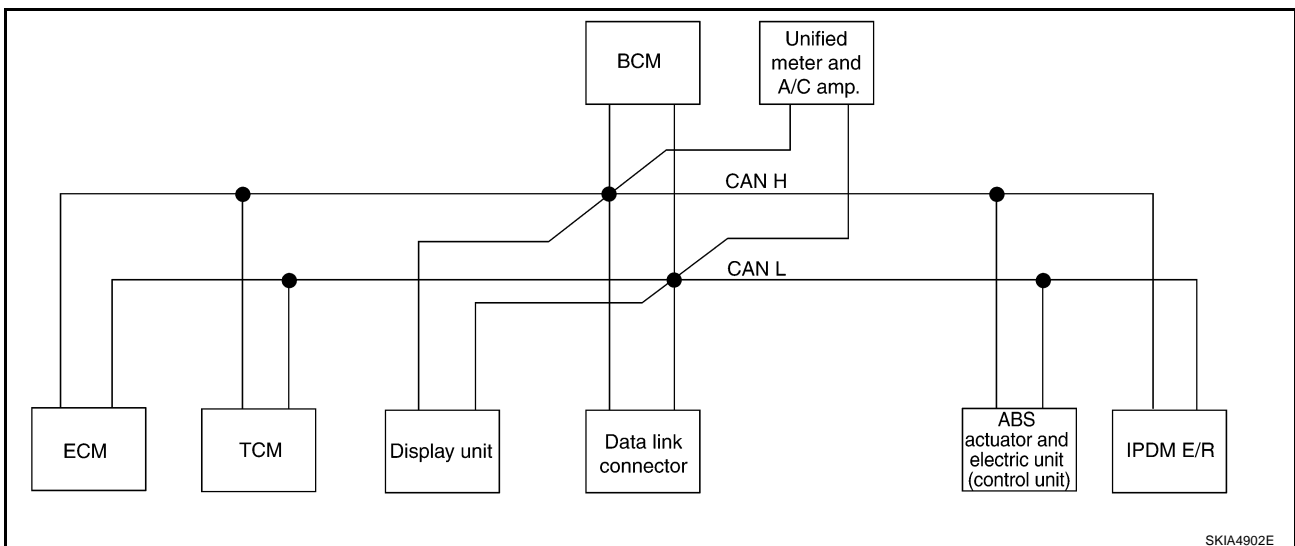 BCM
Unified
meter and
A/C amp.
CAN H
CAN L
ECM
TCM
Display unit
Data link
connector
ABS
actuator and
electric unit
(control unit)
IPDM E/R
SKIA4902E